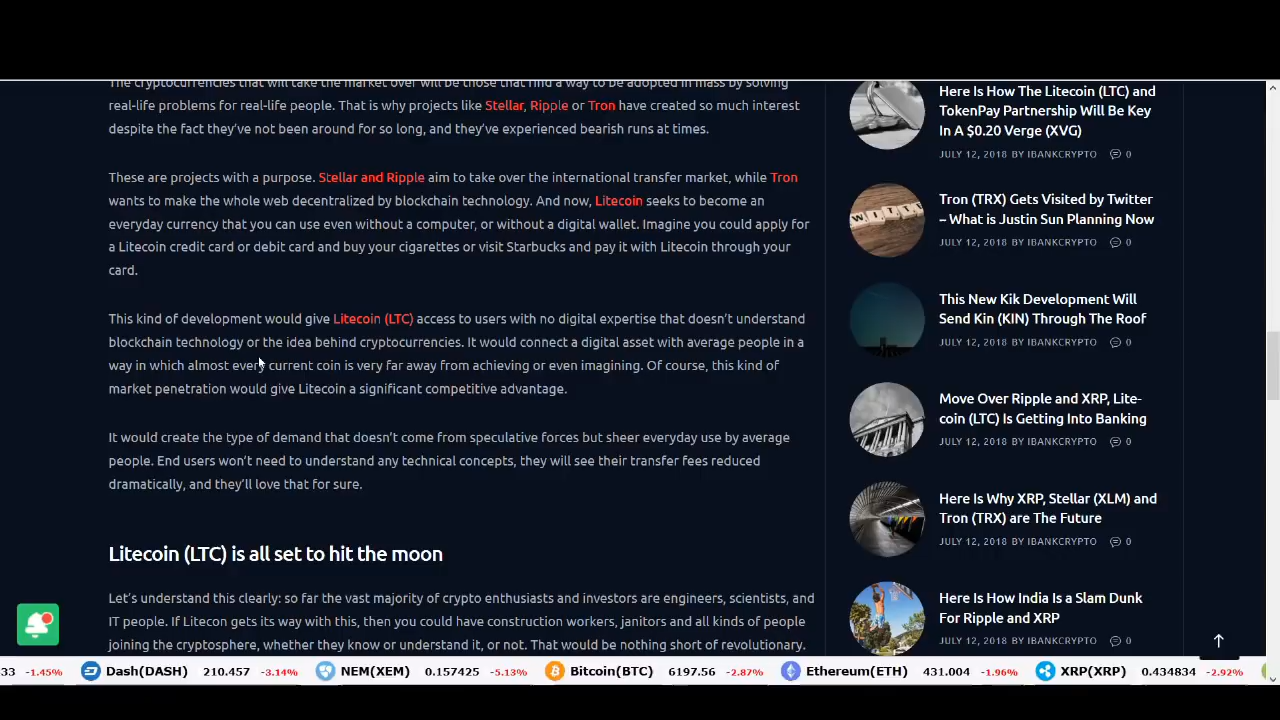 The cryptocurrencies that will take the market over will be those that find a way to be adopted in mass by solving
real-life problems for real-life people. That is why projects like Stellar, Ripple or Tron have created so much interest
despite the fact they've not been around for so long, and they've experienced bearish runs at times.
These are projects with a purpose. Stellar and Ripple aim to take over the international transfer market, while Tron
wants to make the whole web decentralized by blockchain technology. And now, Litecoin seeks to become an
everyday currency that you can use even without a computer, or without a digital wallet. Imagine you could apply for
a Litecoin credit card or debit card and buy your cigarettes or visit Starbucks and pay it with Litecoin through your
card.
This kind of development would give Litecoin (LTC) access to users with no digital expertise that doesn't understand
blockchain technology or the idea behind cryptocurrencies. It would connect a digital asset with average people in a
way in which almost every current coin is very far away from achieving or even imagining. Of course, this kind of
market penetration would give Litecoin a significant competitive advantage.
It would create the type of demand that doesn't come from speculative forces but sheer everyday use by average
people. End users won't need to understand any technical concepts, they will see their transfer fees reduced
dramatically, and they'll love that for sure.
Litecoin (LTC) is all set to hit the moon
Let's understand this clearly: so far the vast majority of crypto enthusiasts and investors are engineers, scientists, and
IT people. If Litecon gets its way with this, then you could have construction workers, janitors and all kinds of people
joining the cryptosphere, whether they know or understand it, or not. That would be nothing short of revolutionary.
Here Is How The Litecoin (LTC) and
TokenPay Partnership Will Be Key
In A $0.20 Verge (XVG)
JULY 12, 2018 BY IBANKCRYPTO 0
Tron (TRX) Gets Visited by Twitter
– What is Justin Sun Planning Now
JULY 12, 2018 BY IBANKCRYPTO 0
This New Kik Development Will
Send Kin (KIN) Through The Roof
JULY 12, 2018 BY IBANKCRYPTO 0
Move Over Ripple and XRP, Lite-
coin (LTC) Is Getting Into Banking
JULY 12, 2018 BY IBANKCRYPTO 0
Here Is Why XRP, Stellar (XLM) and
Tron (TRX) are The Future
JULY 12, 2018 BY IBANKCRYPTO 0
Here Is How India Is a Slam Dunk
For Ripple and XRP
JULY 12, 2018 BY IBANKCRYPTO 0
33 -1.45% Dash(DASH) 210.457 -3.14% NEM(XEM) 0.157425 -5.13% Bitcoin(BTC) 6197.56 -2.87% Ethereum(ETH) 431.004 -1.96% XRP(XRP) 0.434834 -2.92%